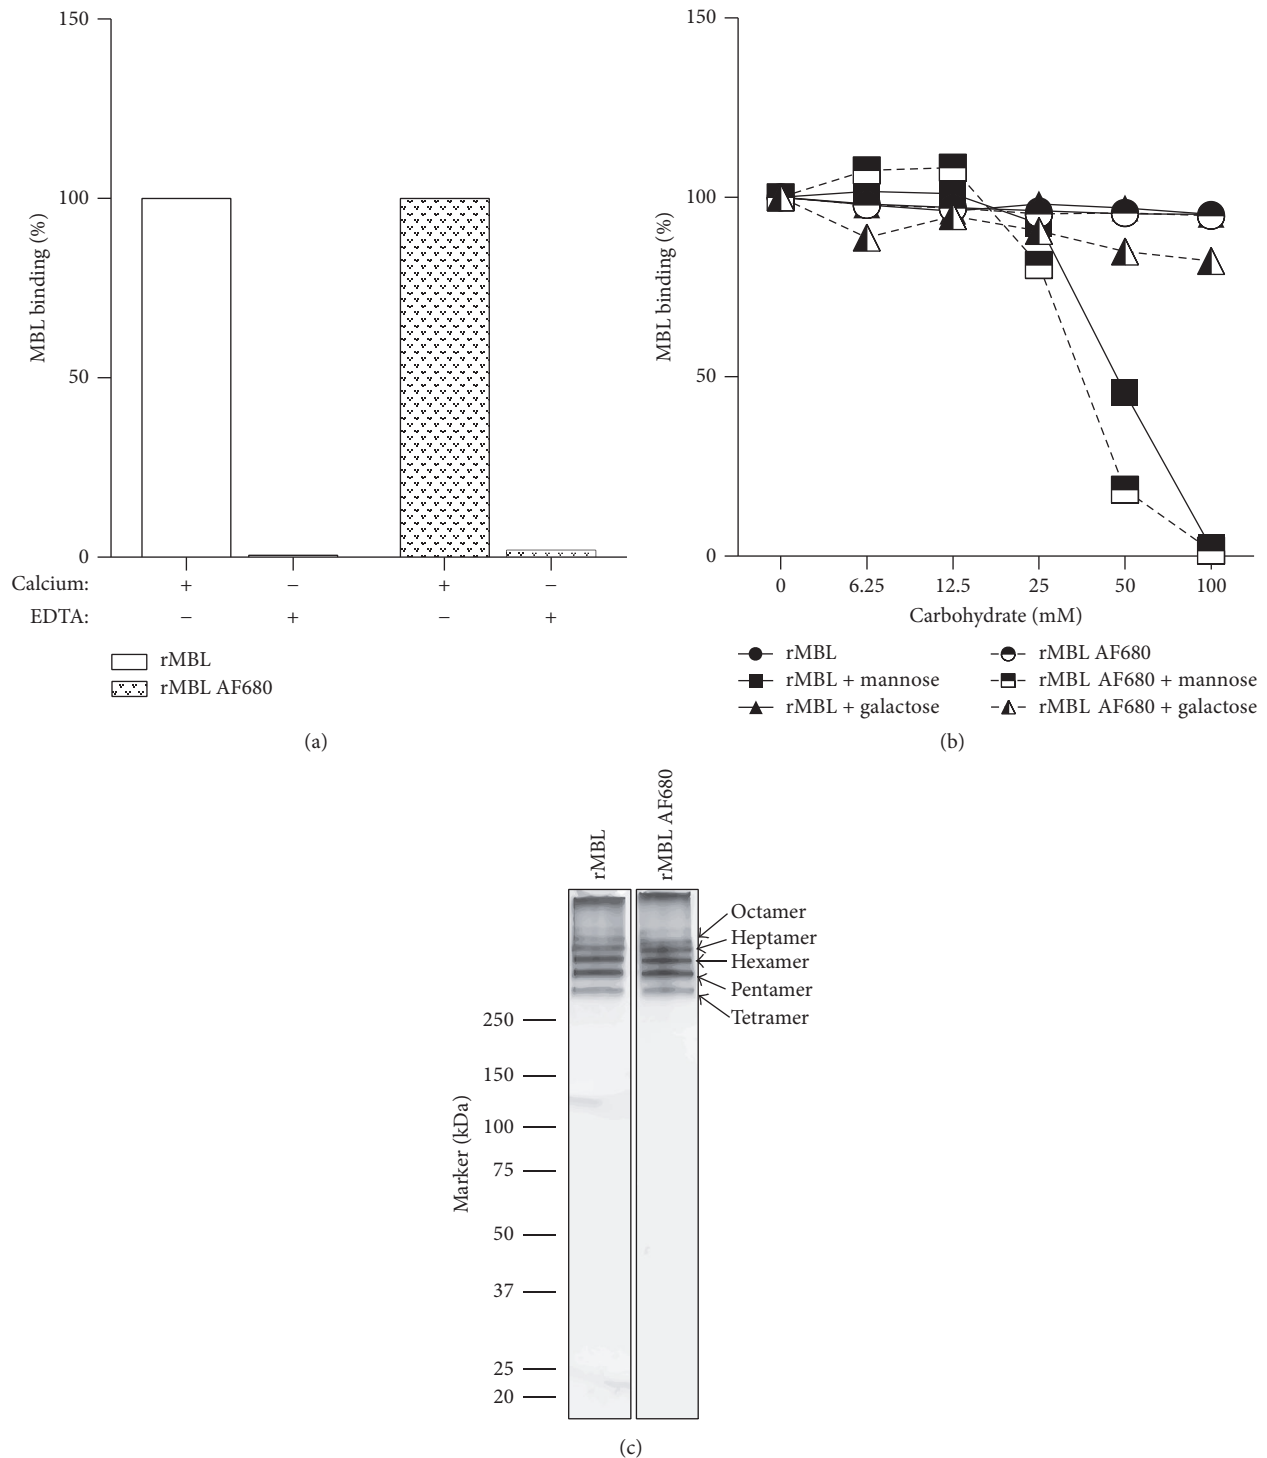 150
100
50
0
MBL binding (%)
Calcium: + − + −
EDTA: − + − +
rMBL
rMBL AF680
(a)
150
100
50
0
MBL binding (%)
0 6.25 12.5 25 50 100
Carbohydrate (mM)
rMBL
rMBL + mannose
rMBL + galactose
rMBL AF680
rMBL AF680 + mannose
rMBL AF680 + galactose
(b)
rMBL
rMBL AF680
Octamer
Heptamer
Hexamer
Pentamer
Tetramer
250
150
100
75
50
37
25
20
Marker (kDa)
(c)